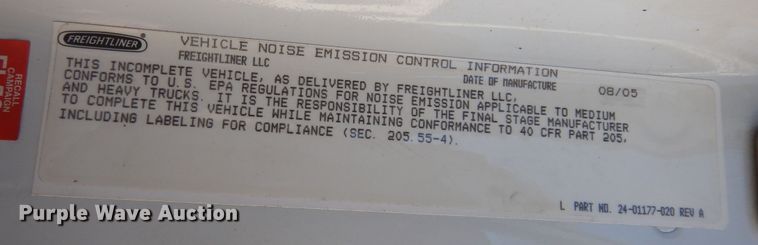 FREIGHTLINER
VEHICLE NOISE EMISSION CONTROL INFORMATION
FREIGHTLINER LLC
DATE OF MANUFACTURE 08/05
THIS INCOMPLETE VEHICLE, AS DELIVERED BY FREIGHTLINER LLC,
CONFORMS TO U.S. EPA REGULATIONS FOR NOISE EMISSION APPLICABLE TO MEDIUM
AND HEAVY TRUCKS. IT IS THE RESPONSIBILITY OF THE FINAL STAGE MANUFACTURER
TO COMPLETE THIS VEHICLE WHILE MAINTAINING CONFORMANCE TO 40 CFR PART 205,
INCLUDING LABELING FOR COMPLIANCE (SEC. 205.55-4).
L PART NO. 24-01177-020 REV A
RECALL
CAMPAIGN
Purple Wave Auction